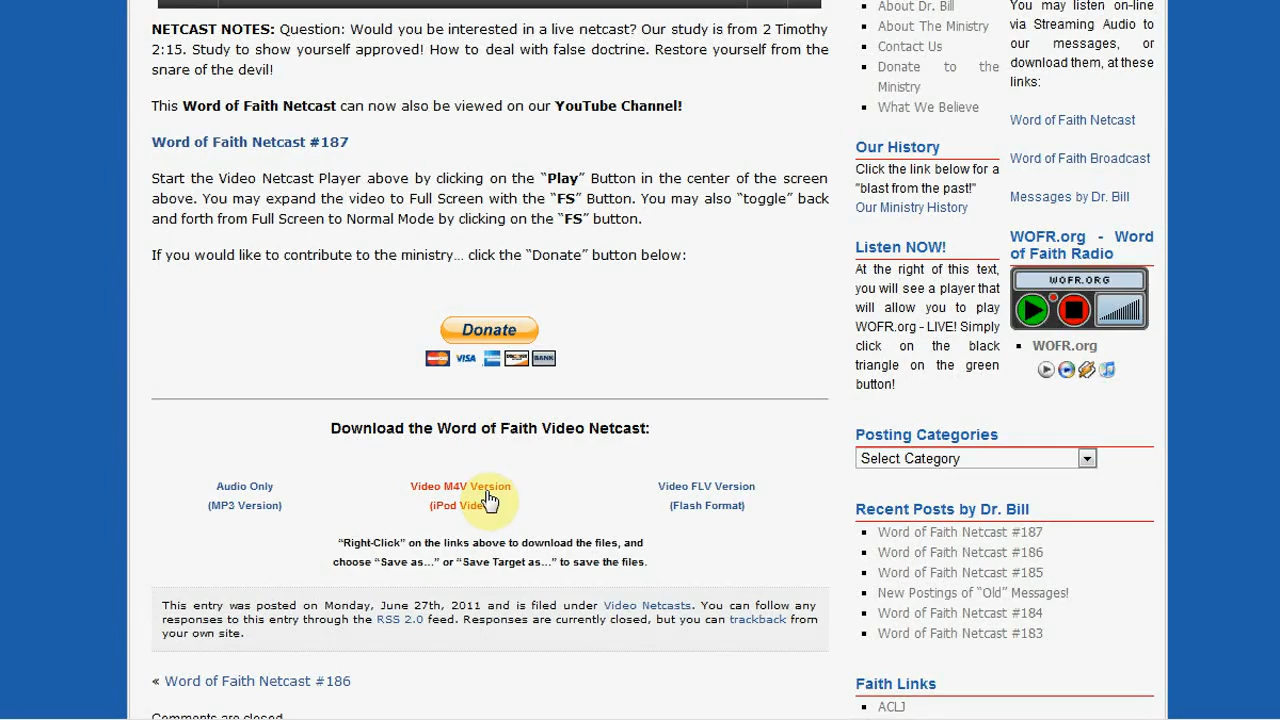 NETCAST NOTES: Question: Would you be interested in a live netcast? Our study is from 2 Timothy
2:15. Study to show yourself approved! How to deal with false doctrine. Restore yourself from the
snare of the devil!
This Word of Faith Netcast can now also be viewed on our YouTube Channel!
Word of Faith Netcast #187
Start the Video Netcast Player above by clicking on the “Play” Button in the center of the screen
above. You may expand the video to Full Screen with the “FS” Button. You may also “toggle” back
and forth from Full Screen to Normal Mode by clicking on the “FS” button.
If you would like to contribute to the ministry… click the “Donate” button below:
Donate
VISA
BANK
Download the Word of Faith Video Netcast:
Audio Only
(MP3 Version)
Video M4V Version
(iPod Vide
Video FLV Version
(Flash Format)
“Right-Click” on the links above to download the files, and
choose “Save as…” or “Save Target as…” to save the files.
This entry was posted on Monday, June 27th, 2011 and is filed under Video Netcasts. You can follow any
responses to this entry through the RSS 2.0 feed. Responses are currently closed, but you can trackback from
your own site.
« Word of Faith Netcast #186
Comments are closed
About Dr. Bill
About The Ministry
Contact Us
Donate to the
Ministry
What We Believe
Our History
Click the link below for a
"blast from the past!"
Our Ministry History
Listen NOW!
At the right of this text,
you will see a player that
will allow you to play
WOFR.org - LIVE! Simply
click on the black
triangle on the green
button!
You may listen on-line
via Streaming Audio to
our messages, or
download them, at these
links:
Word of Faith Netcast
Word of Faith Broadcast
Messages by Dr. Bill
WOFR.org - Word
of Faith Radio
WOFR.ORG
WOFR.org
Posting Categories
Select Category
Recent Posts by Dr. Bill
Word of Faith Netcast #187
Word of Faith Netcast #186
Word of Faith Netcast #185
New Postings of “Old” Messages!
Word of Faith Netcast #184
Word of Faith Netcast #183
Faith Links
ACLJ